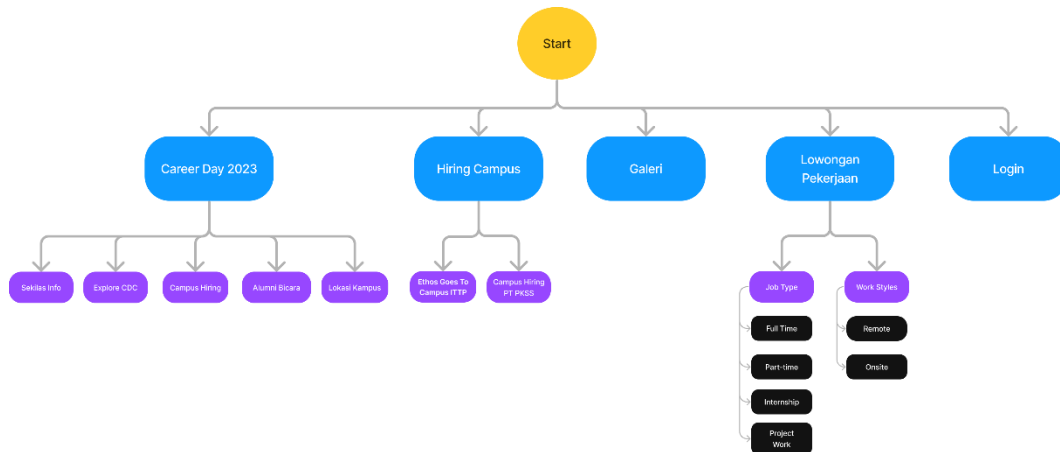 Start
Career Day 2023
Hiring Campus
Galeri
Lowongan
Pekerjaan
Login
Sekilas Info
Explore CDC
Campus Hiring
Alumni Bicara
Lokasi Kampus
Ethos Goes To
Campus ITTP
Campus Hiring
PT PKSS
Job Type
Work Styles
Full Time
Remote
Part-time
Onsite
Internship
Project
Work